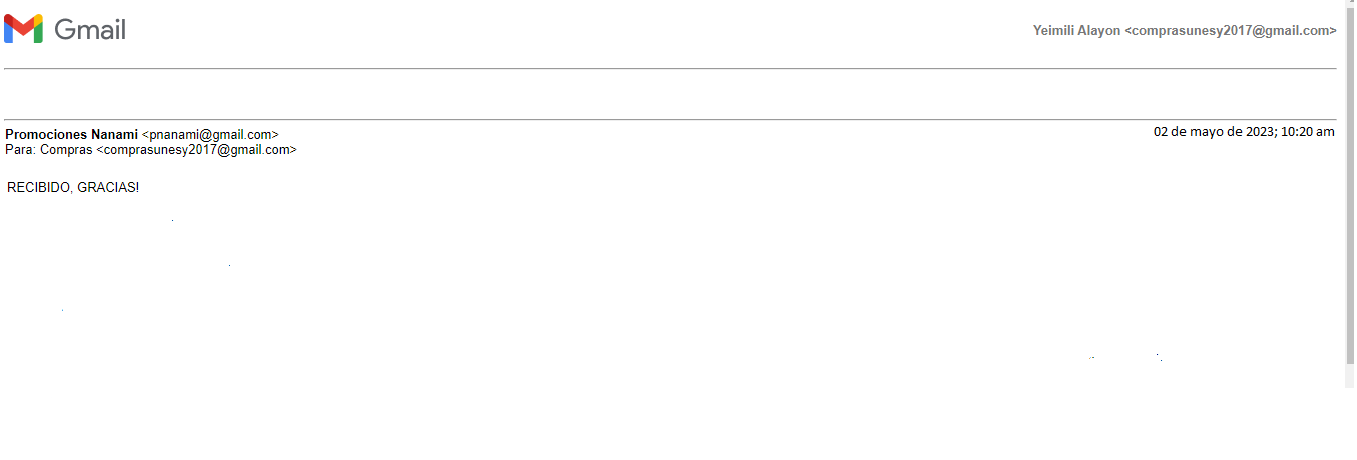 Gmail
Yeimili Alayon <comprasunesy2017@gmail.com>
Promociones Nanami <pnanami@gmail.com>
02 de mayo de 2023; 10:20 am
Para: Compras <comprasunesy2017@gmail.com>
RECIBIDO, GRACIAS!